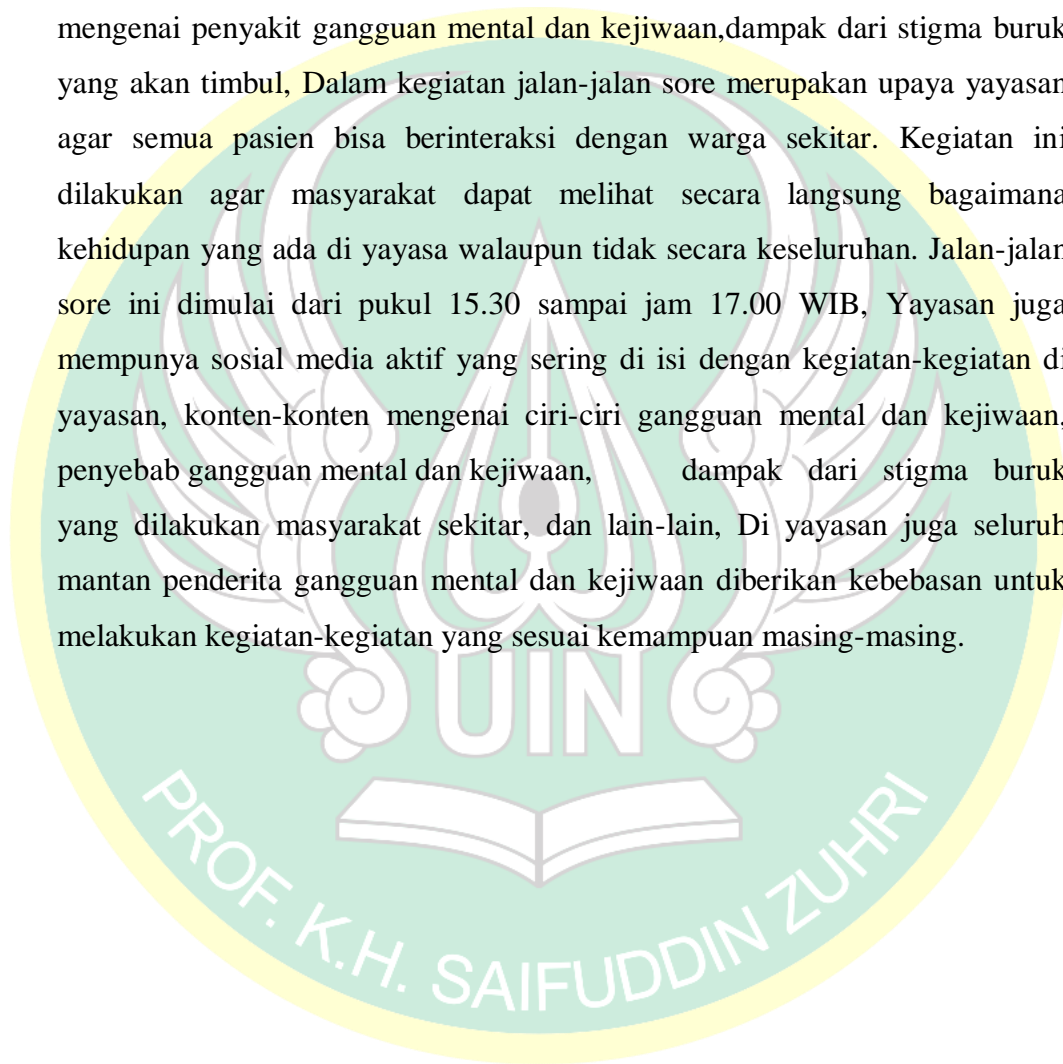 mengenai penyakit gangguan mental dan kejiwaan,dampak dari stigma buruk
yang akan timbul, Dalam kegiatan jalan-jalan sore merupakan upaya yayasan
agar semua pasien bisa berinteraksi dengan warga sekitar. Kegiatan ini
dilakukan agar masyarakat dapat melihat secara langsung bagaimana
kehidupan yang ada di yayasa walaupun tidak secara keseluruhan. Jalan-jalan
sore ini dimulai dari pukul 15.30 sampai jam 17.00 WIB, Yayasan juga
mempunya sosial media aktif yang sering di isi dengan kegiatan-kegiatan di
yayasan, konten-konten mengenai ciri-ciri gangguan mental dan kejiwaan,
penyebab gangguan mental dan kejiwaan, dampak dari stigma buruk
yang dilakukan masyarakat sekitar, dan lain-lain, Di yayasan juga seluruh
mantan penderita gangguan mental dan kejiwaan diberikan kebebasan untuk
melakukan kegiatan-kegiatan yang sesuai kemampuan masing-masing.
UIN
PROF. K.H. SAIFUDDIN ZUHRI